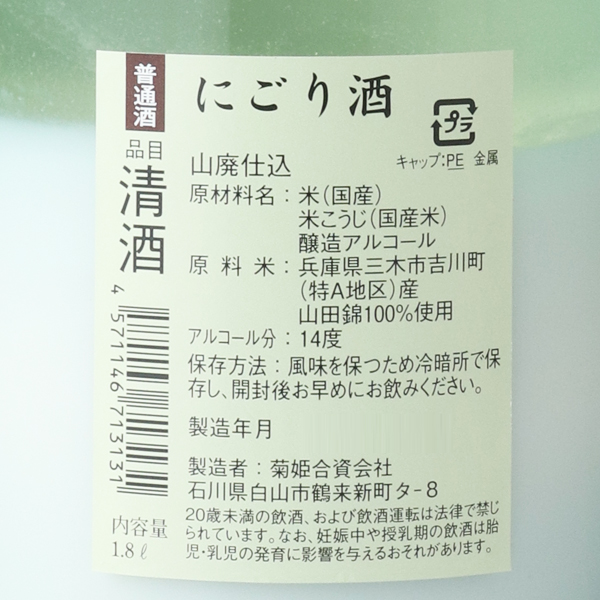 普通酒
にごり酒
プラ
キャップ:PE 金属
品目
清酒
山廃仕込
原材料名：米（国産）
米こうじ（国産米）
醸造アルコール
原料米：兵庫県三木市吉川町
（特A地区）産
山田錦100%使用
アルコール分：14度
保存方法：風味を保つため冷暗所で保
存し、開封後お早めにお飲みください。
製造年月
製造者：菊姫合資会社
石川県白山市鶴来新町タ-8
20歳未満の飲酒、および飲酒運転は法律で禁じ
られています。なお、妊娠中や授乳期の飲酒は胎
児・乳児の発育に影響を与えるおそれがあります。
4 571146 713131
内容量
1.8ℓ